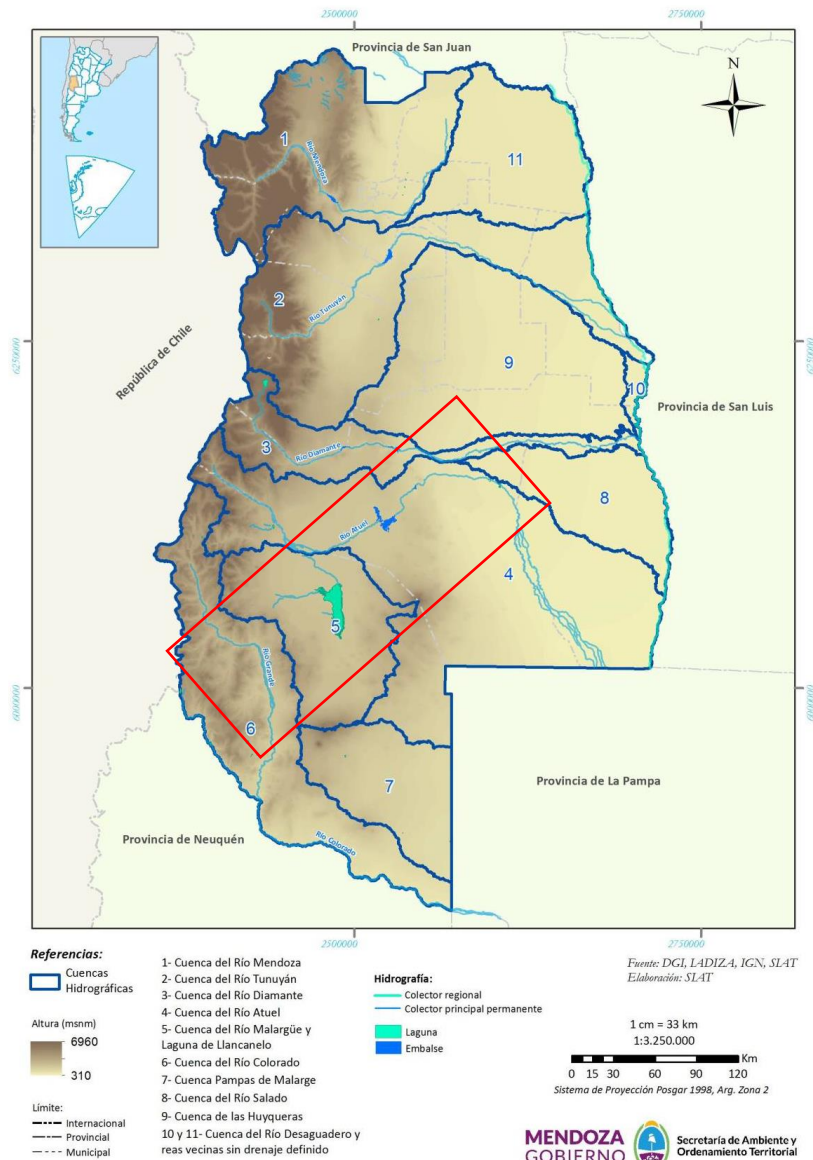 2500000
2750000
Provincia de San Juan
N
1
11
Río Mendoza
2
Río Tunuyán
6250000
6250000
República de Chile
9
10
Provincia de San Luis
3
Río Diamante
8
Río Atuel
4
5
Río Grande
6000000
6000000
6
7
Provincia de La Pampa
Provincia de Neuquén
Río Colorado
2500000
2750000
Referencias:
Cuencas
Hidrográficas
Altura (msnm)
6960
310
Límite:
Internacional
Provincial
Municipal
1- Cuenca del Río Mendoza
2- Cuenca del Río Tunuyán
3- Cuenca del Río Diamante
4- Cuenca del Río Atuel
5- Cuenca del Río Malargüe y
Laguna de Llancanelo
6- Cuenca del Río Colorado
7- Cuenca Pampas de Malarge
8- Cuenca del Río Salado
9- Cuenca de las Huyqueras
10 y 11- Cuenca del Río Desaguadero y
reas vecinas sin drenaje definido
Hidrografía:
Colector regional
Colector principal permanente
Laguna
Embalse
Fuente: DGI, LADIZA, IGN, SLAT
Elaboración: SLAT
1 cm = 33 km
1:3.250.000
Km
0 15 30 60 90 120
Sistema de Proyección Posgar 1998, Arg. Zona 2
MENDOZA
GOBIERNO
Secretaría de Ambiente y
Ordenamiento Territorial